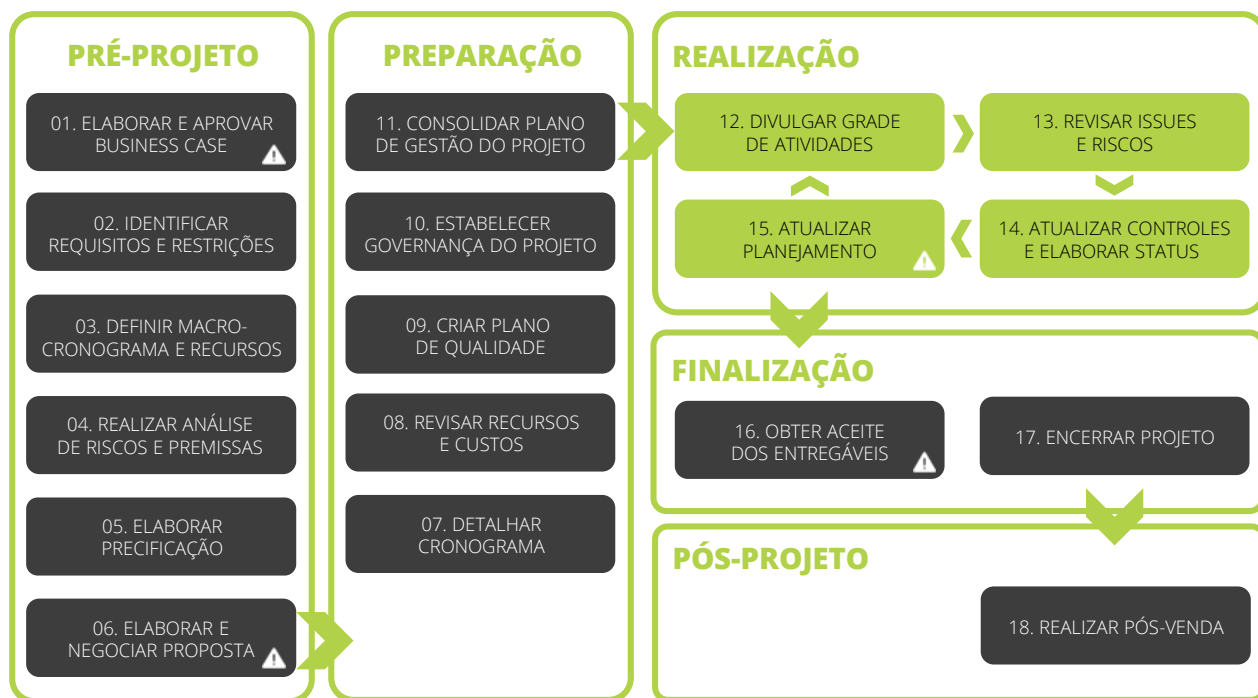 PRÉ-PROJETO
01. ELABORAR E APROVAR
BUSINESS CASE
02. IDENTIFICAR
REQUISITOS E RESTRIÇÕES
03. DEFINIR MACRO-
CRONOGRAMA E RECURSOS
04. REALIZAR ANÁLISE
DE RISCOS E PREMISSAS
05. ELABORAR
PRECIFICAÇÃO
06. ELABORAR E
NEGOCIAR PROPOSTA
PREPARAÇÃO
11. CONSOLIDAR PLANO
DE GESTÃO DO PROJETO
10. ESTABELECER
GOVERNANÇA DO PROJETO
09. CRIAR PLANO
DE QUALIDADE
08. REVISAR RECURSOS
E CUSTOS
07. DETALHAR
CRONOGRAMA
REALIZAÇÃO
12. DIVULGAR GRADE
DE ATIVIDADES
13. REVISAR ISSUES
E RISCOS
15. ATUALIZAR
PLANEJAMENTO
14. ATUALIZAR CONTROLES
E ELABORAR STATUS
FINALIZAÇÃO
16. OBTER ACEITE
DOS ENTREGÁVEIS
17. ENCERRAR PROJETO
PÓS-PROJETO
18. REALIZAR PÓS-VENDA